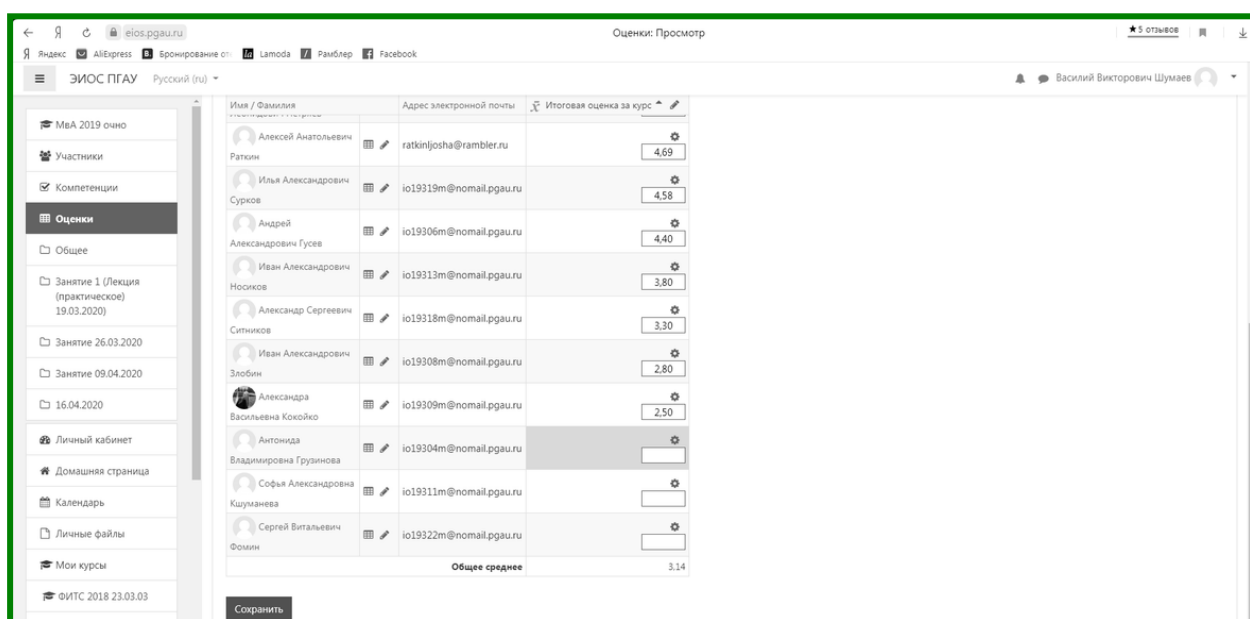 eios.pgau.ru
Оценки: Просмотр
★ 5 отзывов
Яндекс AliExpress Бронирование от Lamoda Рамблер Facebook
ЭИОС ПГАУ Русский (ru)
Василий Викторович Шумаев
МвА 2019 очно
Участники
Компетенции
Оценки
Общее
Занятие 1 (Лекция
(практическое)
19.03.2020)
Занятие 26.03.2020
Занятие 09.04.2020
16.04.2020
Личный кабинет
Домашняя страница
Календарь
Личные файлы
Мои курсы
ФИТС 2018 23.03.03
Имя / Фамилия Адрес электронной почты x̄ Итоговая оценка за курс
Алексей Анатольевич
Раткин
ratkinljosha@rambler.ru
4,69
Илья Александрович
Сурков
io19319m@nomail.pgau.ru
4,58
Андрей
Александрович Гусев
io19306m@nomail.pgau.ru
4,40
Иван Александрович
Носиков
io19313m@nomail.pgau.ru
3,80
Александр Сергеевич
Ситников
io19318m@nomail.pgau.ru
3,30
Иван Александрович
Злобин
io19308m@nomail.pgau.ru
2,80
Александра
Васильевна Кокойко
io19309m@nomail.pgau.ru
2,50
Антонида
Владимировна Грузинова
io19304m@nomail.pgau.ru
Софья Александровна
Кшуманева
io19311m@nomail.pgau.ru
Сергей Витальевич
Фомин
io19322m@nomail.pgau.ru
Общее среднее 3,14
Сохранить